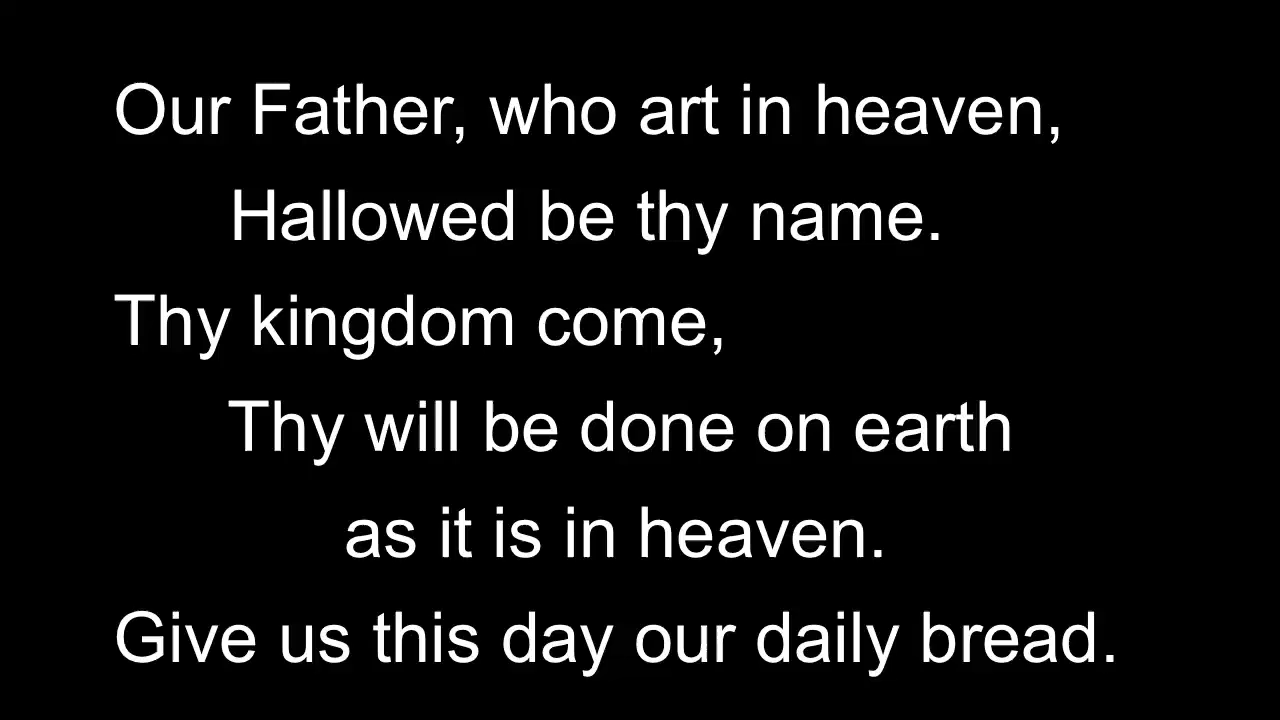 Our Father, who art in heaven,
Hallowed be thy name.
Thy kingdom come,
Thy will be done on earth
as it is in heaven.
Give us this day our daily bread.